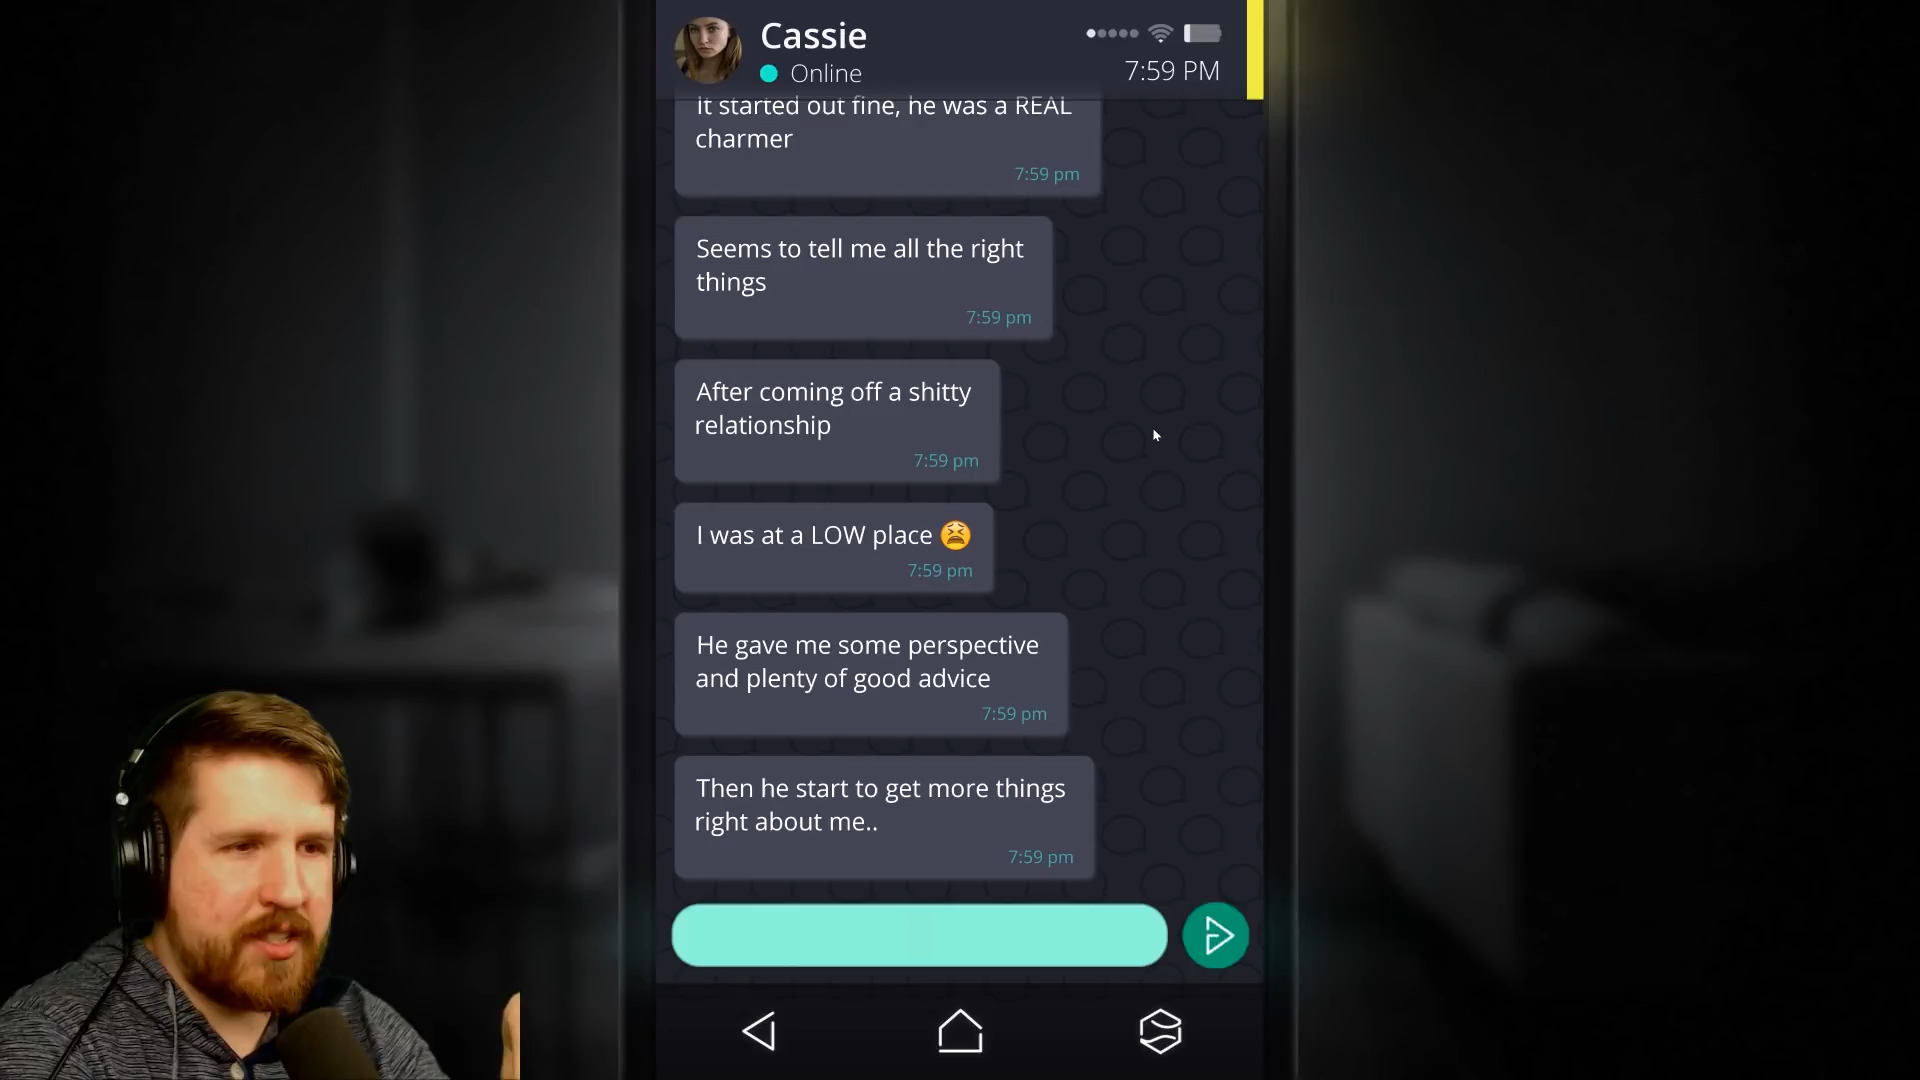 Cassie
Online
7:59 PM
It started out fine, he was a REAL
charmer
7:59 pm
Seems to tell me all the right
things
7:59 pm
After coming off a shitty
relationship
7:59 pm
I was at a LOW place 😫
7:59 pm
He gave me some perspective
and plenty of good advice
7:59 pm
Then he start to get more things
right about me..
7:59 pm